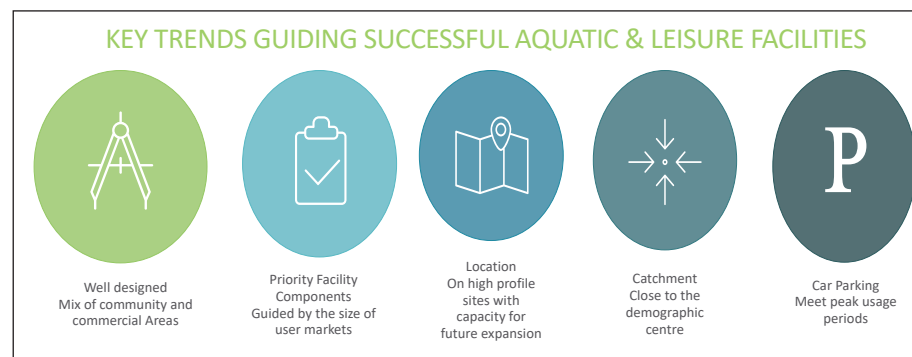 KEY TRENDS GUIDING SUCCESSFUL AQUATIC & LEISURE FACILITIES
P
Well designed
Mix of community and
commercial Areas
Priority Facility
Components
Guided by the size of
user markets
Location
On high profile
sites with
capacity for
future expansion
Catchment
Close to the
demographic
centre
Car Parking
Meet peak usage
periods